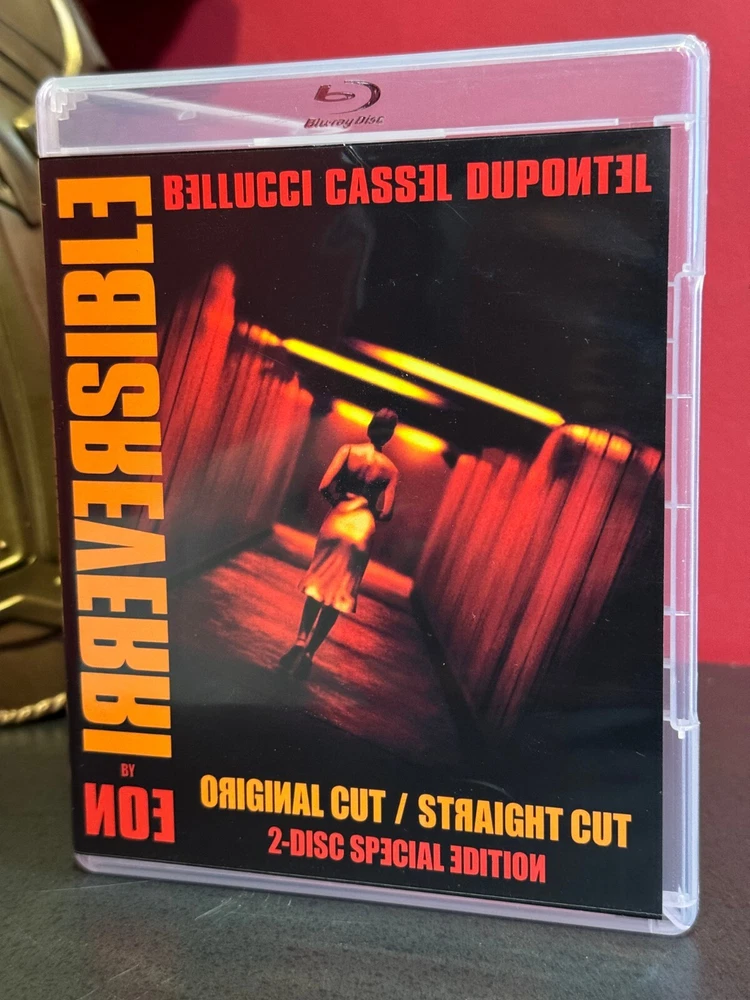 Blu-ray Disc
BELLUCCI CASSEL DUPONTEL
IRREVERSIBLE
BY
NOE
ORIGINAL CUT / STRAIGHT CUT
2-DISC SPECIAL EDITION